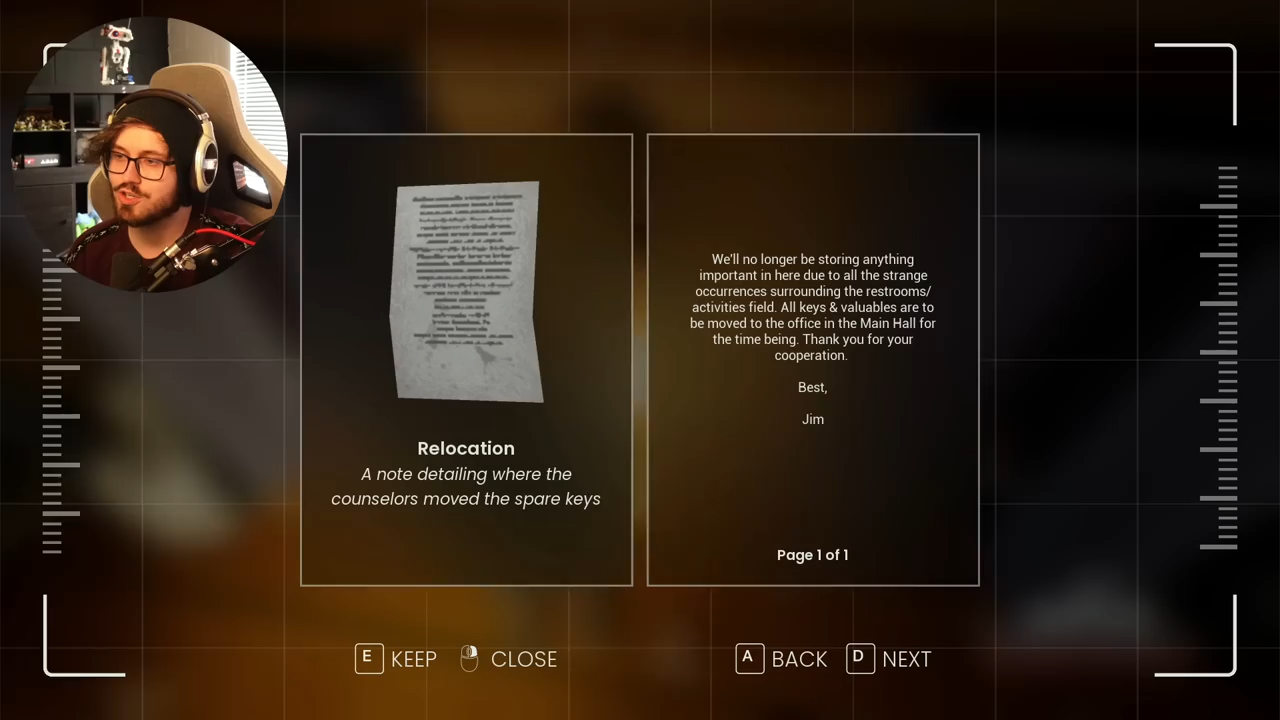 Relocation
A note detailing where the
counselors moved the spare keys
We'll no longer be storing anything
important in here due to all the strange
occurrences surrounding the restrooms/
activities field. All keys & valuables are to
be moved to the office in the Main Hall for
the time being. Thank you for your
cooperation.
Best,
Jim
Page 1 of 1
E KEEP CLOSE A BACK D NEXT